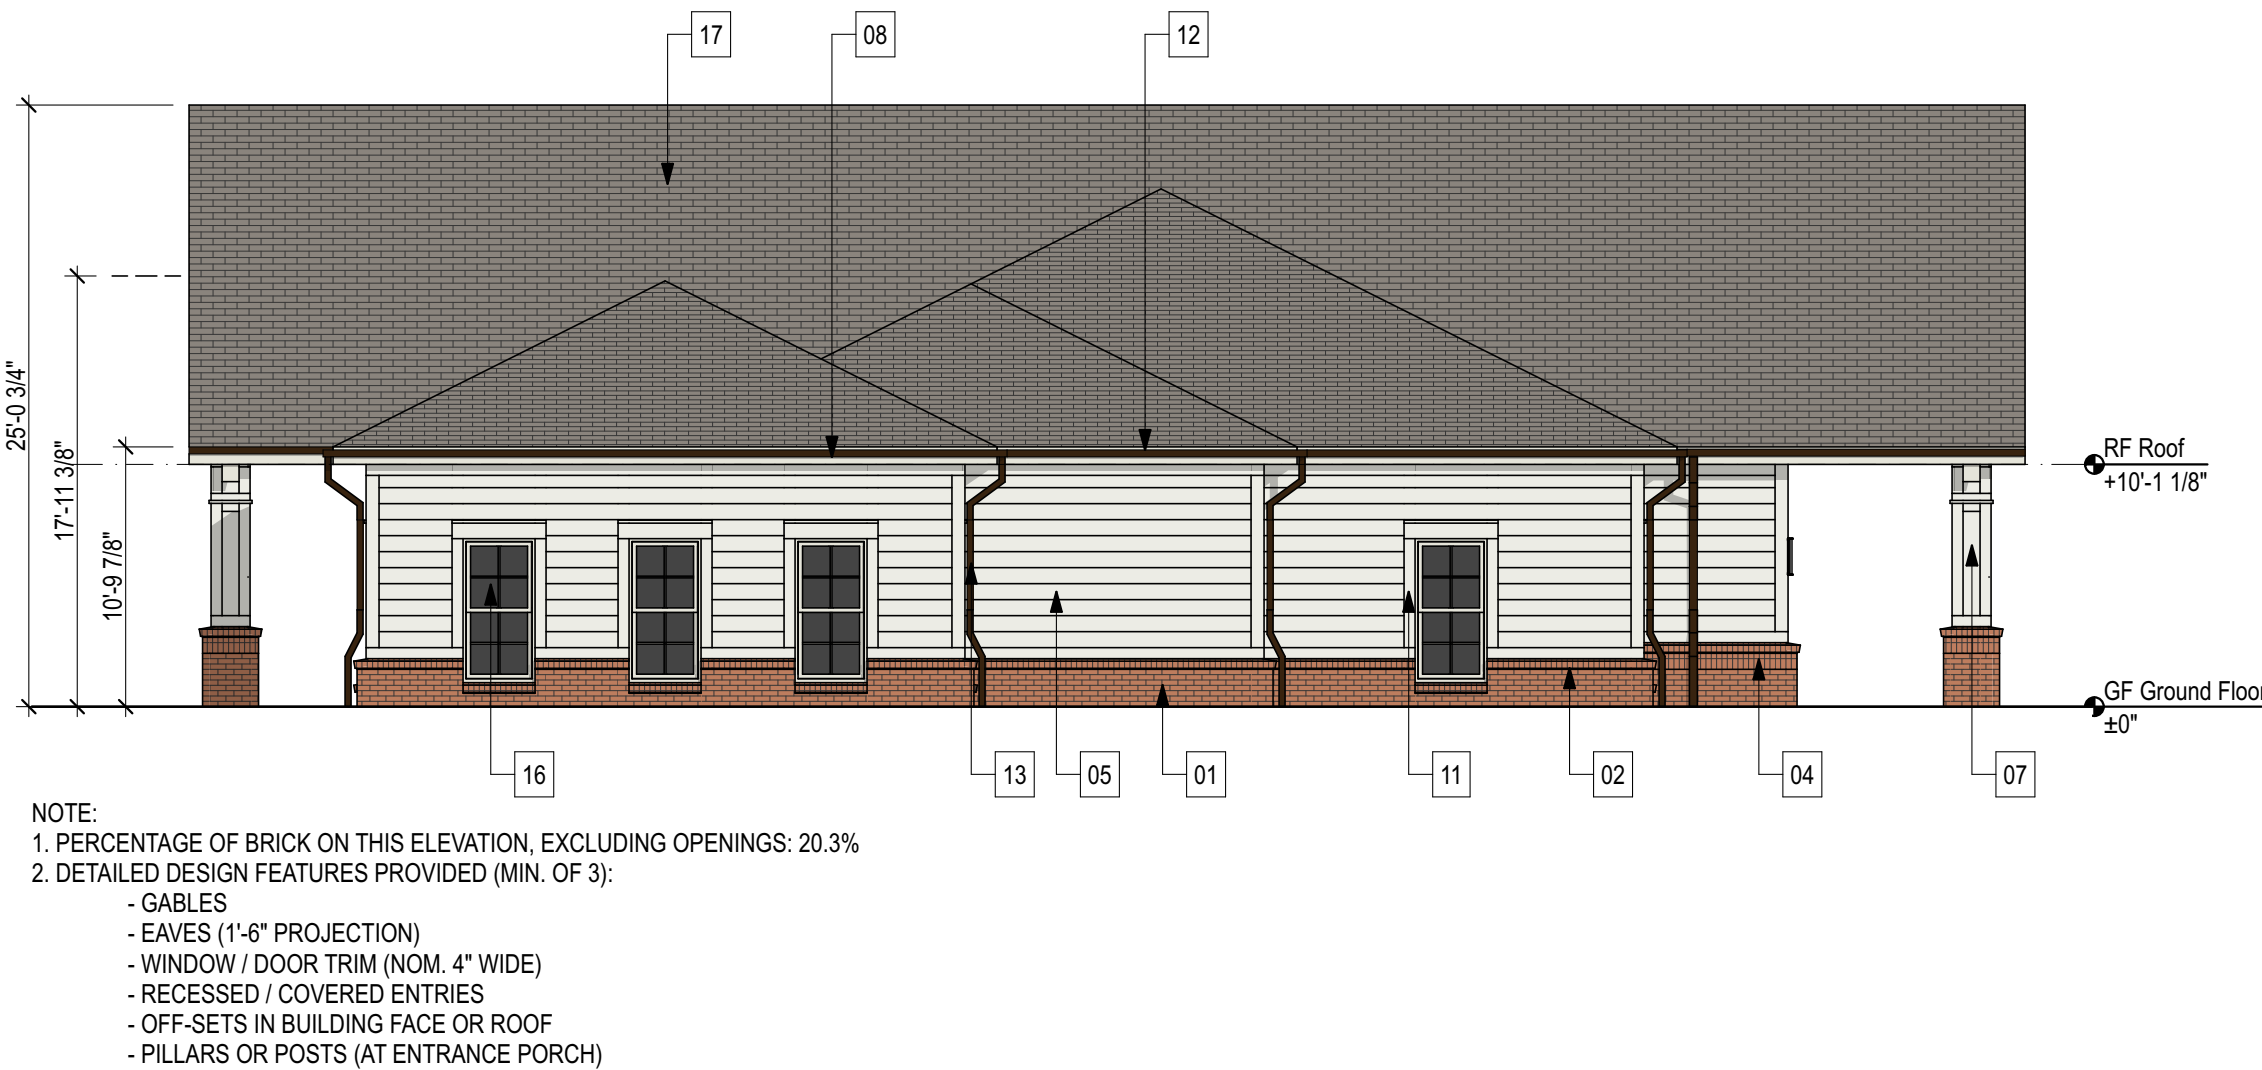 17
08
12
25'-0 3/4"
17'-11 3/8"
10'-9 7/8"
RF Roof
+10'-1 1/8"
GF Ground Floor
±0"
16
13
05
01
11
02
04
07
NOTE:
1. PERCENTAGE OF BRICK ON THIS ELEVATION, EXCLUDING OPENINGS: 20.3%
2. DETAILED DESIGN FEATURES PROVIDED (MIN. OF 3):
- GABLES
- EAVES (1'-6" PROJECTION)
- WINDOW / DOOR TRIM (NOM. 4" WIDE)
- RECESSED / COVERED ENTRIES
- OFF-SETS IN BUILDING FACE OR ROOF
- PILLARS OR POSTS (AT ENTRANCE PORCH)